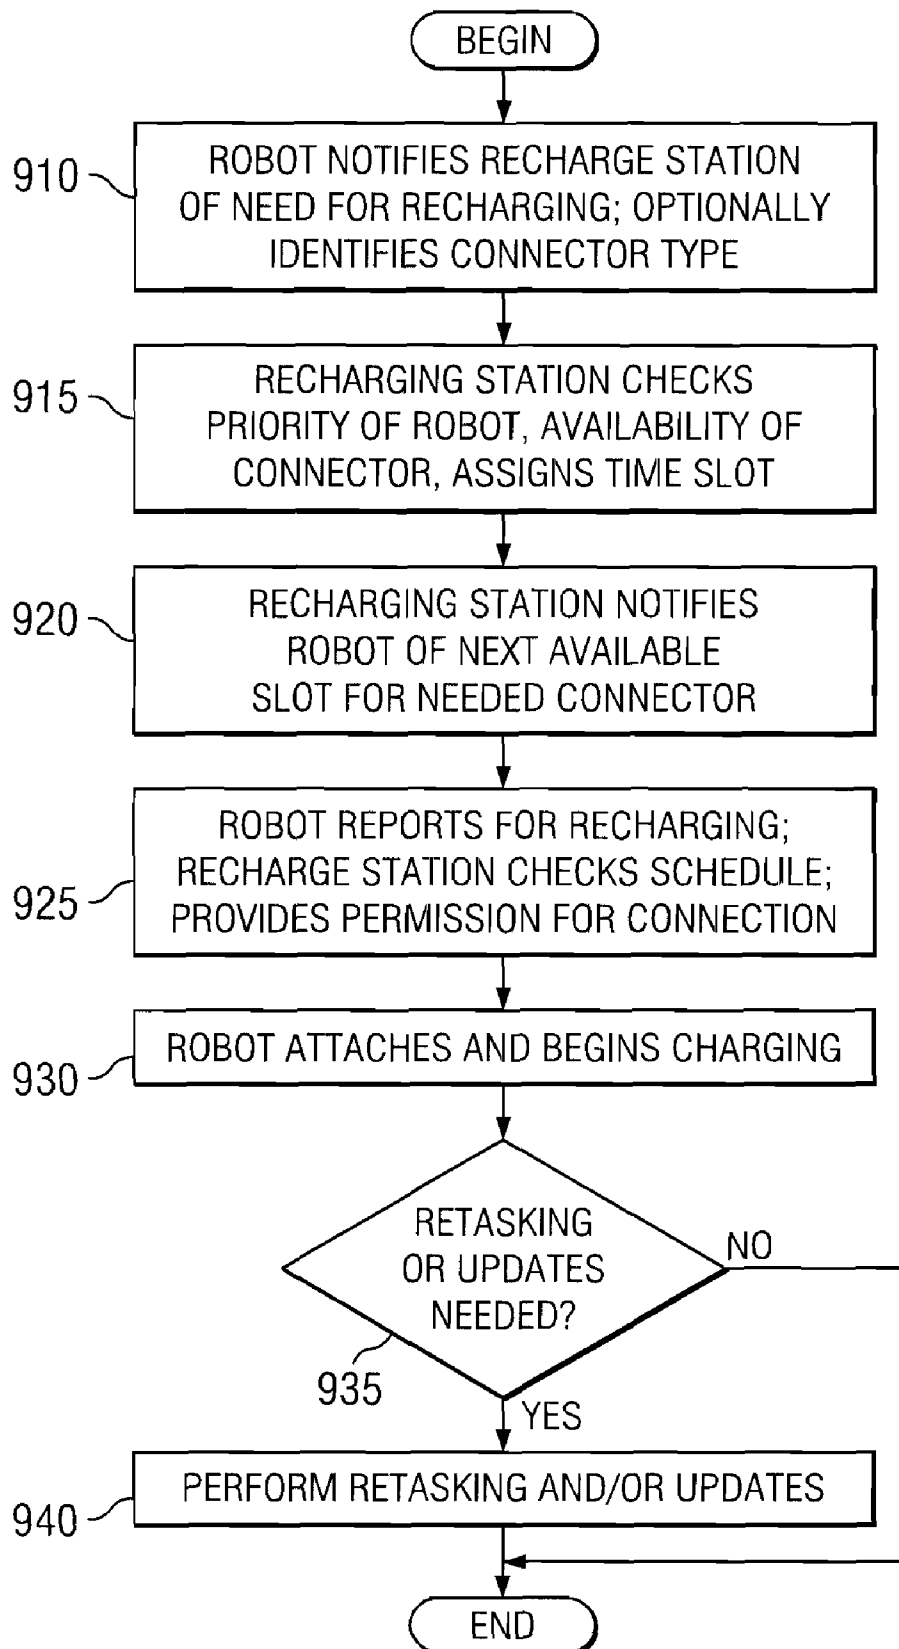 BEGIN
910
ROBOT NOTIFIES RECHARGE STATION
OF NEED FOR RECHARGING; OPTIONALLY
IDENTIFIES CONNECTOR TYPE
915
RECHARGING STATION CHECKS
PRIORITY OF ROBOT, AVAILABILITY OF
CONNECTOR, ASSIGNS TIME SLOT
920
RECHARGING STATION NOTIFIES
ROBOT OF NEXT AVAILABLE
SLOT FOR NEEDED CONNECTOR
925
ROBOT REPORTS FOR RECHARGING;
RECHARGE STATION CHECKS SCHEDULE;
PROVIDES PERMISSION FOR CONNECTION
930
ROBOT ATTACHES AND BEGINS CHARGING
RETASKING
OR UPDATES
NEEDED?
NO
935
YES
940
PERFORM RETASKING AND/OR UPDATES
END